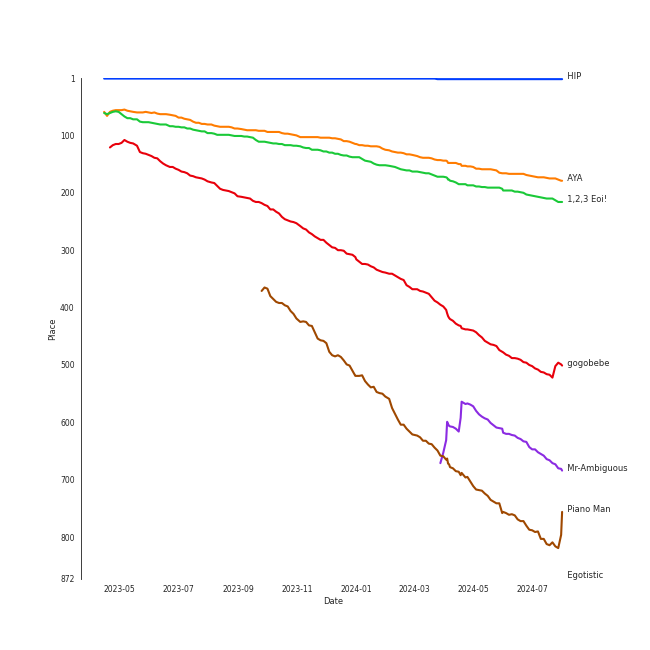 1
100
200
300
400
500
600
700
800
872
Place
HIP
AYA
1,2,3 Eoi!
gogobebe
Mr-Ambiguous
Piano Man
Egotistic
2023-05 2023-07 2023-09 2023-11 2024-01 2024-03 2024-05 2024-07
Date